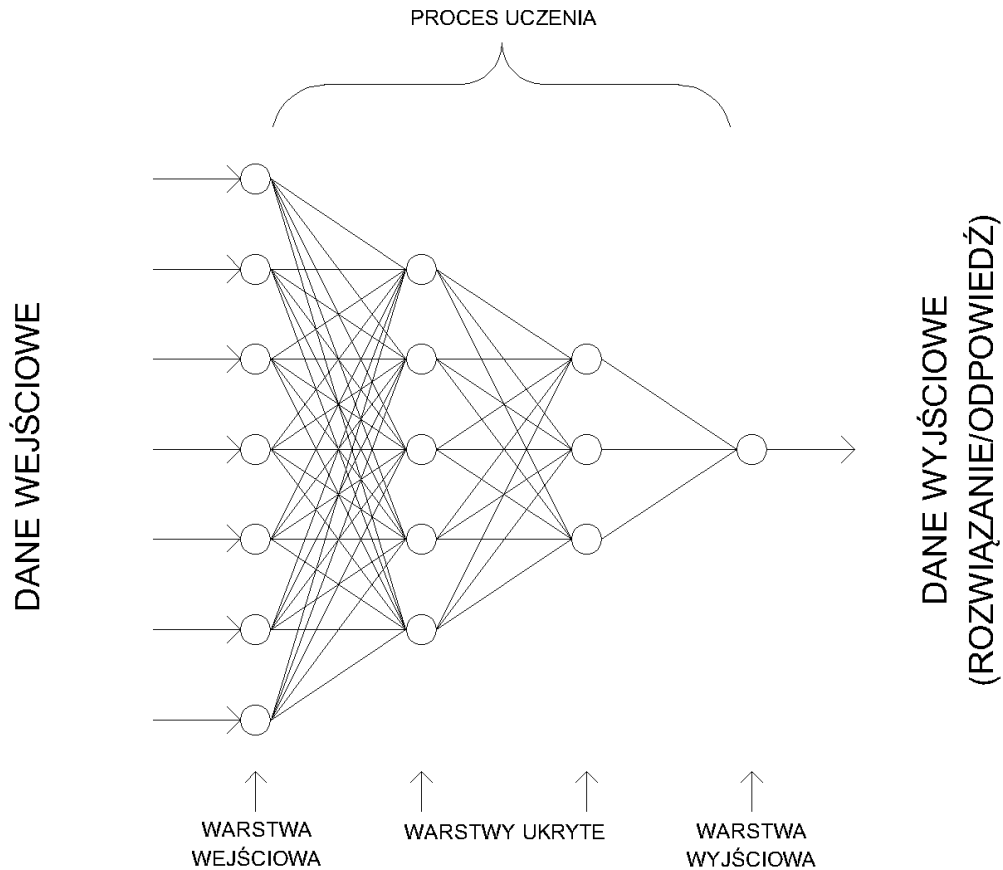 PROCES UCZENIA
DANE WEJŚCIOWE
DANE WYJŚCIOWE
(ROZWIĄZANIE/ODPOWIEDŹ)
WARSTWA
WEJŚCIOWA
WARSTWY UKRYTE
WARSTWA
WYJŚCIOWA